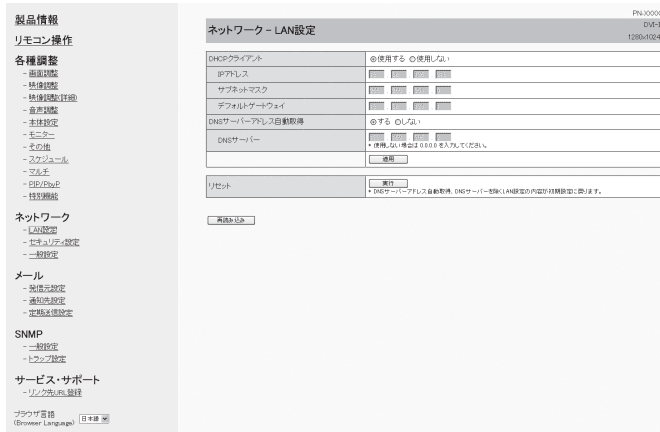 製品情報
リモコン操作
各種調整
- 画面調整
- 映像調整
- 映像調整(詳細)
- 音声調整
- 本体設定
- モニター
- その他
- スケジュール
- マルチ
- PIP/PbyP
- 特別機能
ネットワーク
- LAN設定
- セキュリティ設定
- 一般設定
メール
- 発信元設定
- 通知先設定
- 定期送信設定
SNMP
- 一般設定
- トラップ設定
サービス・サポート
- リンク先URL登録
ブラウザ言語
(Browser Language) 日本語
DVI-
1280x1024
ネットワーク - LAN設定
DHCPクライアント 使用する 使用しない
IPアドレス
サブネットマスク
デフォルトゲートウェイ
DNSサーバーアドレス自動取得 する しない
DNSサーバー
* 使用しない場合は 0.0.0.0 を入力してください。
適用
リセット 実行
* DNSサーバーアドレス自動取得、DNSサーバーを除くLAN設定の内容が初期設定に戻ります。
再読み込み